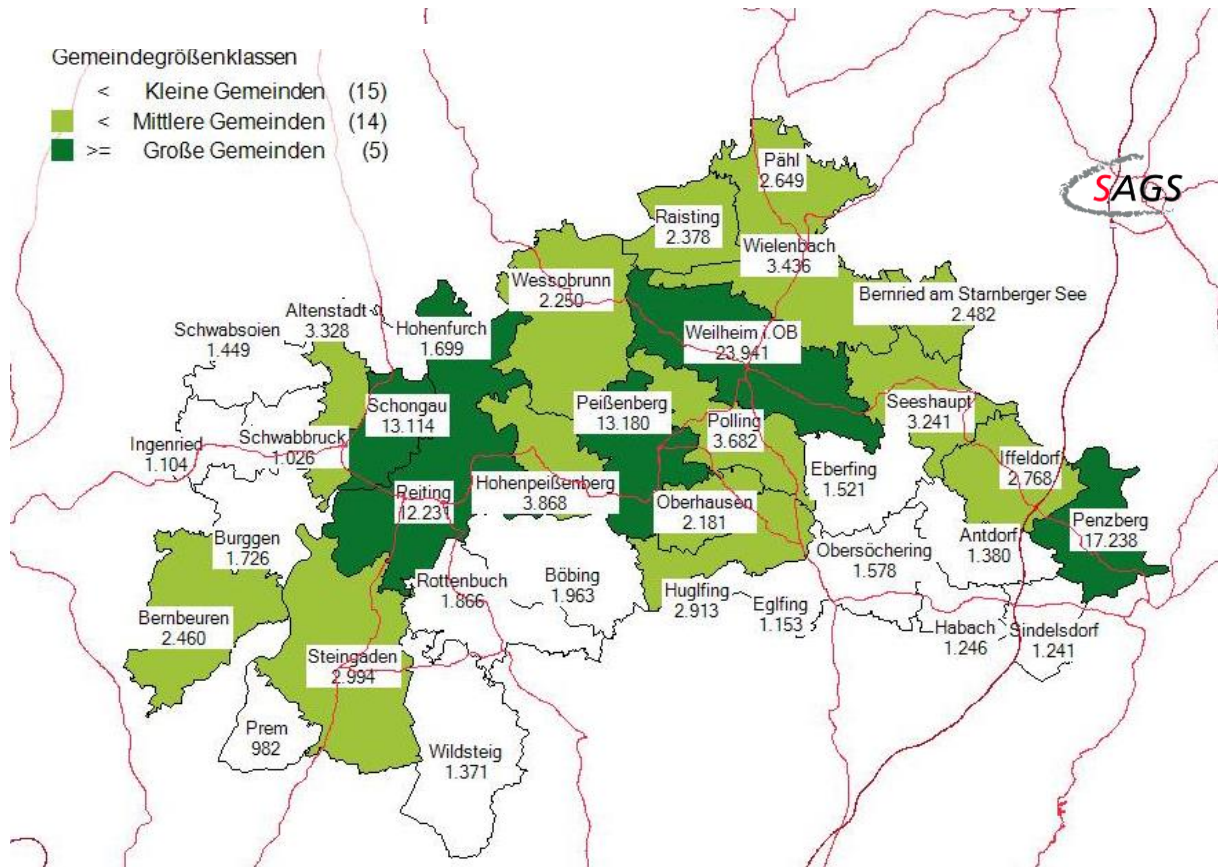 Gemeindegrößenklassen
< Kleine Gemeinden (15)
< Mittlere Gemeinden (14)
>= Große Gemeinden (5)
SAGS
Pähl
2.649
Raisting
2.378
Wielenbach
3.436
Wessobrunn
2.250
Bernried am Starnberger See
2.482
Altenstadt
3.328
Hohenfurch
1.699
Schwabsoien
1.449
Weilheim i.OB
23.941
Schongau
13.114
Peißenberg
13.180
Seeshaupt
3.241
Polling
3.682
Schwabbruck
1.026
Ingenried
1.104
Eberfing
1.521
Iffeldorf
2.768
Reiting
12.231
Hohenpeißenberg
3.868
Oberhausen
2.181
Penzberg
17.238
Burggen
1.726
Obersöchering
1.578
Antdorf
1.380
Rottenbuch
1.866
Böbing
1.963
Huglfing
2.913
Eglfing
1.153
Bernbeuren
2.460
Habach
1.246
Sindelsdorf
1.241
Steingaden
2.994
Prem
982
Wildsteig
1.371